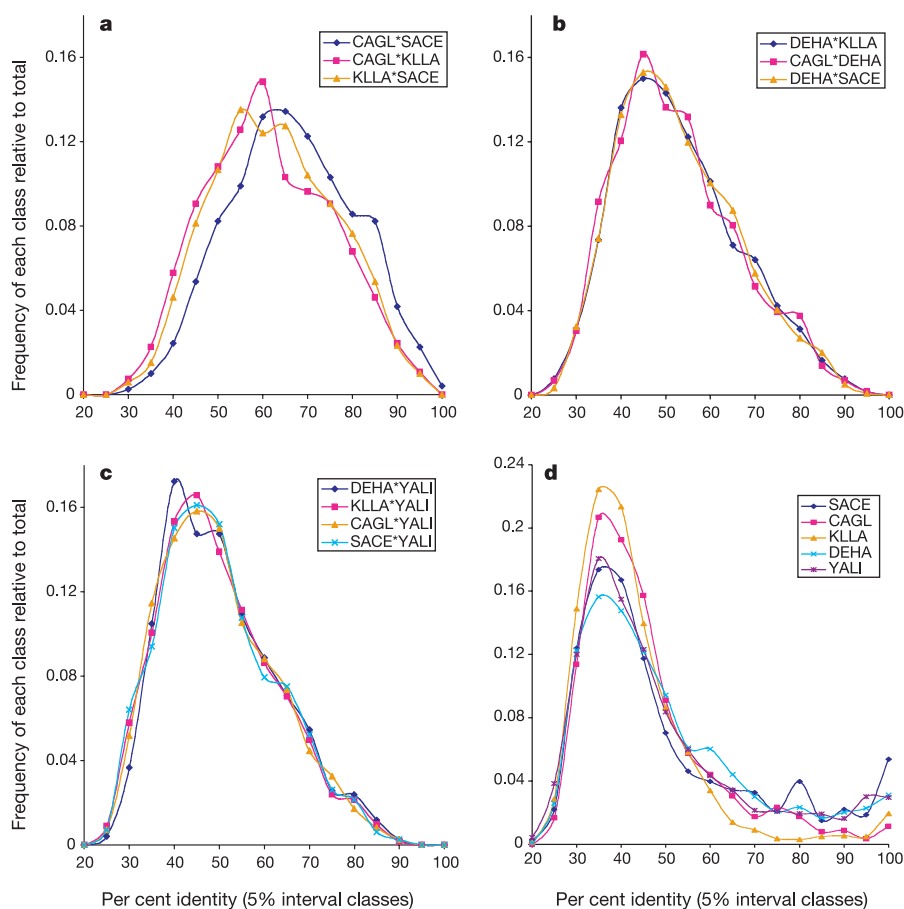 a
CAGL*SACE
CAGL*KLLA
KLLA*SACE
Frequency of each class relative to total
0.16
0.12
0.08
0.04
0
20 30 40 50 60 70 80 90 100
b
DEHA*KLLA
CAGL*DEHA
DEHA*SACE
0.16
0.12
0.08
0.04
0
20 30 40 50 60 70 80 90 100
c
DEHA*YALI
KLLA*YALI
CAGL*YALI
SACE*YALI
Frequency of each class relative to total
0.16
0.12
0.08
0.04
0
20 30 40 50 60 70 80 90 100
Per cent identity (5% interval classes)
d
SACE
CAGL
KLLA
DEHA
YALI
0.24
0.2
0.16
0.12
0.08
0.04
0
20 30 40 50 60 70 80 90 100
Per cent identity (5% interval classes)